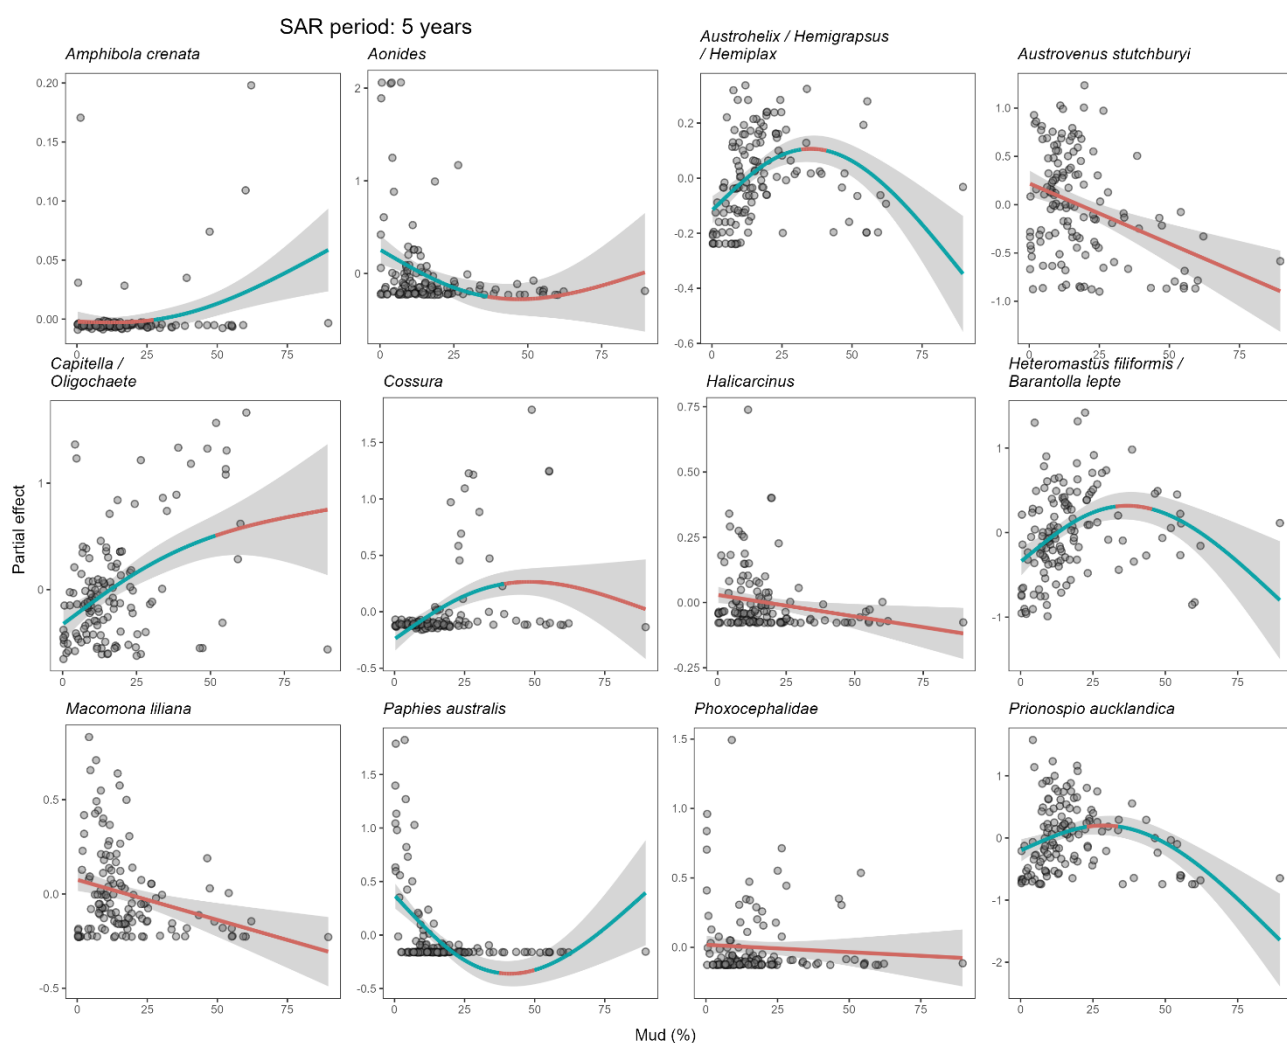 SAR period: 5 years
Amphibola crenata
Aonides
Austrohelix / Hemigrapsus
/ Hemiplax
Austrovenus stutchburyi
0.20
0.15
0.10
0.05
0.00
0 25 50 75
2
1
0
0 25 50 75
0.2
0.0
-0.2
-0.4
-0.6
0 25 50 75
1.0
0.5
0.0
-0.5
-1.0
0 25 50 75
Capitella /
Oligochaete
Cossura
Halicarcinus
Heteromastus filiformis /
Barantolla lepte
1
0
0 25 50 75
1.5
1.0
0.5
0.0
-0.5
0 25 50 75
0.75
0.50
0.25
0.00
-0.25
0 25 50 75
1
0
-1
0 25 50 75
Partial effect
Macomona liliana
Paphies australis
Phoxocephalidae
Prionospio aucklandica
0.5
0.0
-0.5
0 25 50 75
1.5
1.0
0.5
0.0
-0.5
0 25 50 75
1.5
1.0
0.5
0.0
0 25 50 75
1
0
-1
-2
0 25 50 75
Mud (%)